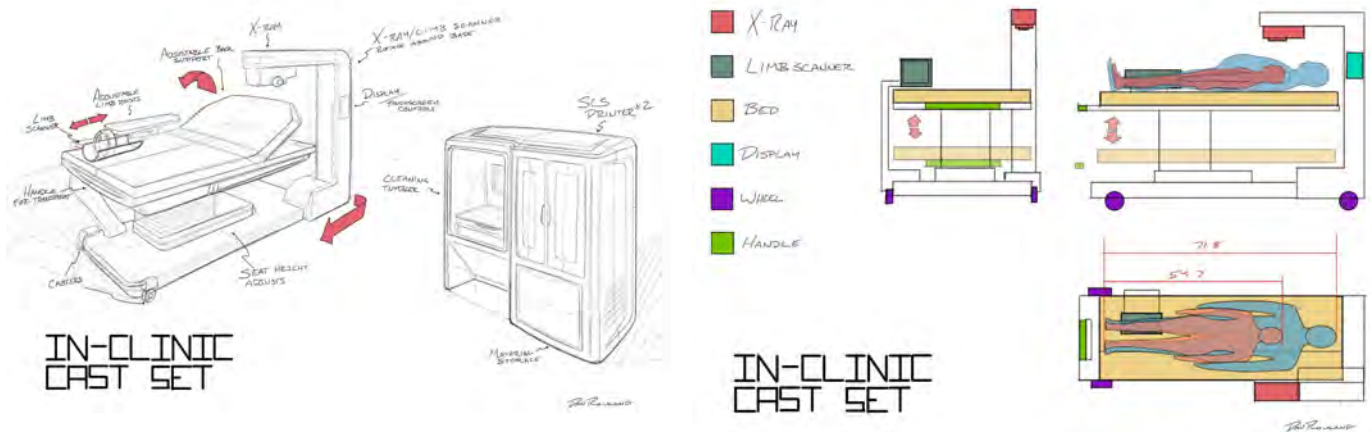 X-RAY
X-RAY/LIMB SCANNER
ROTATE AROUND BASE
ADJUSTABLE BACK
SUPPORT
ADJUSTABLE
LIMB RESTS
LIMB
SCANNER
DISPLAY
TOUCHSCREEN
CONTROLS
SLS
PRINTER x2
CLEANING
TUMBLER
HANDLE
FOR TRANSPORT
CASTERS
SEAT HEIGHT
ADJUSTS
MATERIAL
STORAGE
IN-CLINIC
CAST SET
X-RAY
LIMB SCANNER
BED
DISPLAY
WHEEL
HANDLE
71.8
54.7
IN-CLINIC
CAST SET